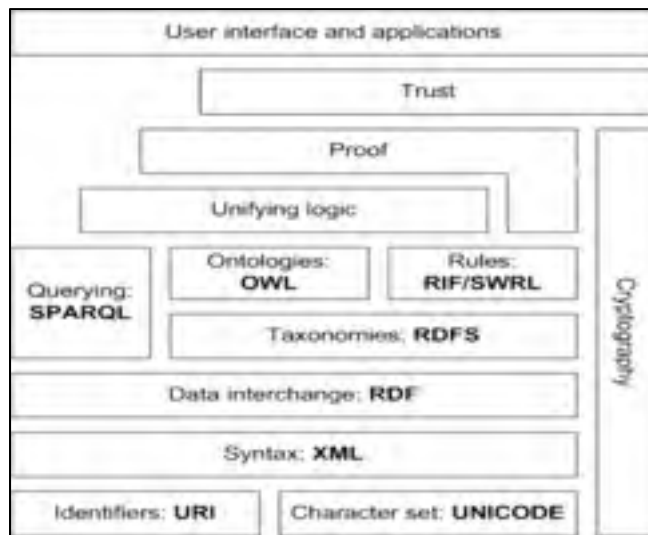 User interface and applications
Trust
Proof
Unifying logic
Querying:
SPARQL
Ontologies:
OWL
Rules:
RIF/SWRL
Taxonomies: RDFS
Data interchange: RDF
Syntax: XML
Identifiers: URI
Character set: UNICODE
Cryptography